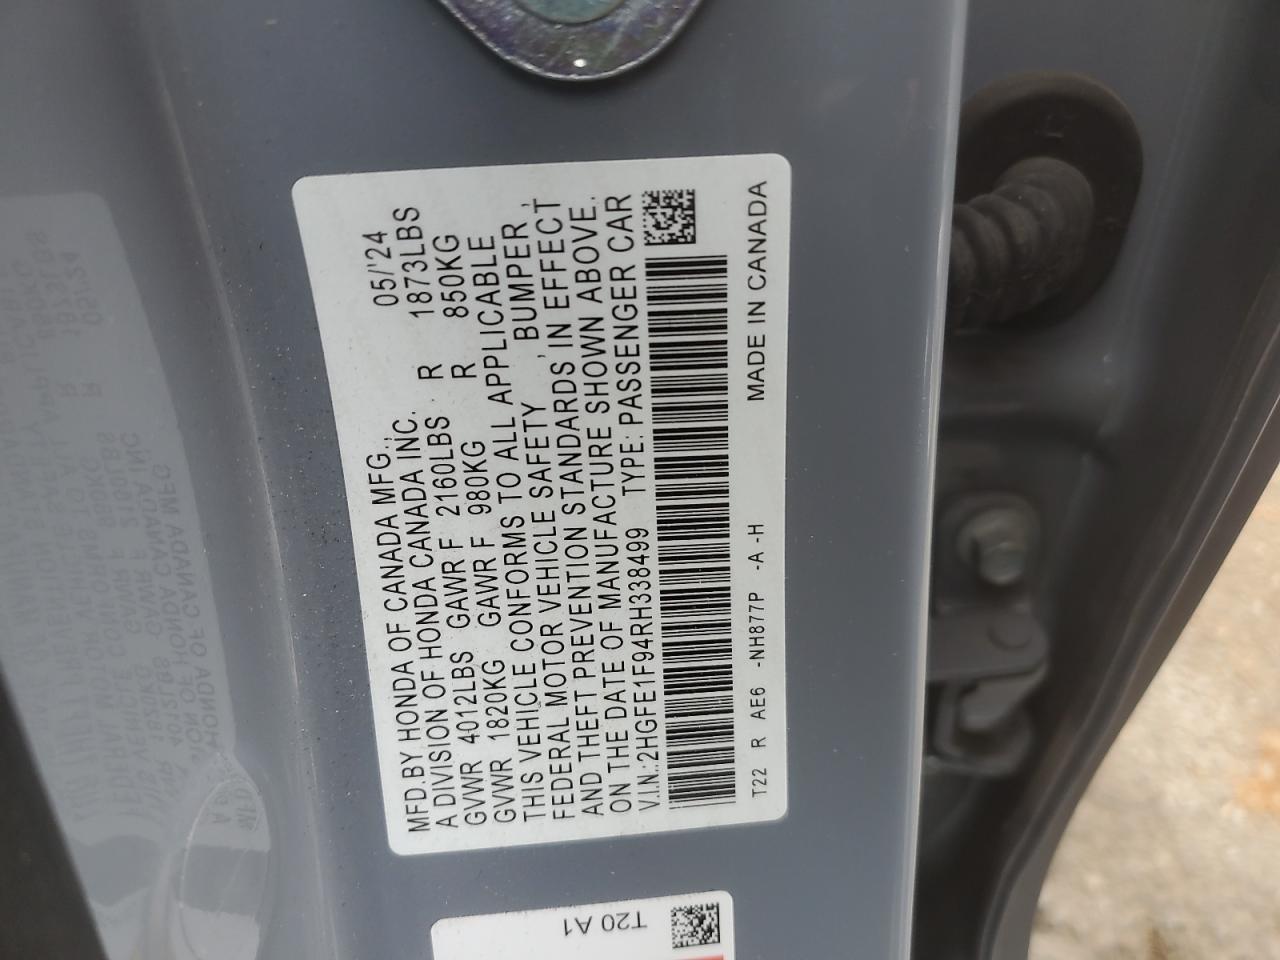 MFD.BY HONDA OF CANADA MFG., 05/'24
A DIVISION OF HONDA CANADA INC.
GVWR 4012LBS GAWR F 2160LBS R 1873LBS
GVWR 1820KG GAWR F 980KG R 850KG
THIS VEHICLE CONFORMS TO ALL APPLICABLE
FEDERAL MOTOR VEHICLE SAFETY , BUMPER ,
AND THEFT PREVENTION STANDARDS IN EFFECT
ON THE DATE OF MANUFACTURE SHOWN ABOVE.
V.I.N.:2HGFE1F94RH338499 TYPE: PASSENGER CAR
T22 R AE6 -NH877P -A -H MADE IN CANADA
T20 A1